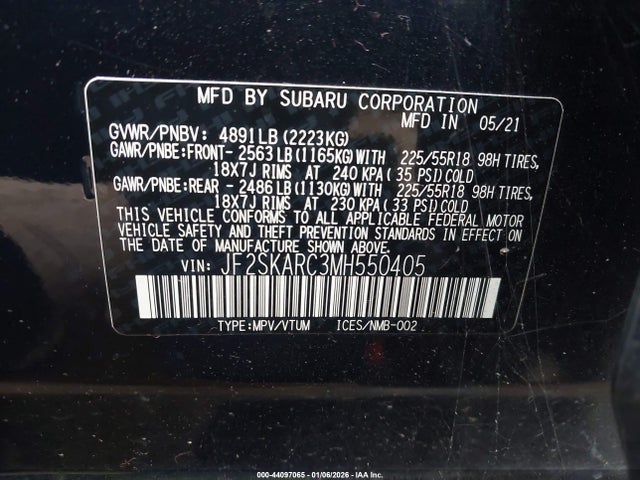 MFD BY SUBARU CORPORATION
MFD IN 05/21
GVWR/PNBV: 4891LB(2223KG)
GAWR/PNBE:FRONT-2563LB(1165KG)WITH 225/55R18 98H TIRES,
18X7J RIMS AT 240 KPA(35 PSI)COLD
GAWR/PNBE:REAR -2486LB(1130KG)WITH 225/55R18 98H TIRES,
18X7J RIMS AT 230 KPA(33 PSI)COLD
THIS VEHICLE CONFORMS TO ALL APPLICABLE FEDERAL MOTOR
VEHICLE SAFETY AND THEFT PREVENTION STANDARDS IN EFFECT ON
THE DATE OF MANUFACTURE SHOWN ABOVE.
VIN: JF2SKARC3MH550405
TYPE:MPV/VTUM ICES/NMB-002
000-44097065 - 01/06/2026 - IAA Inc.